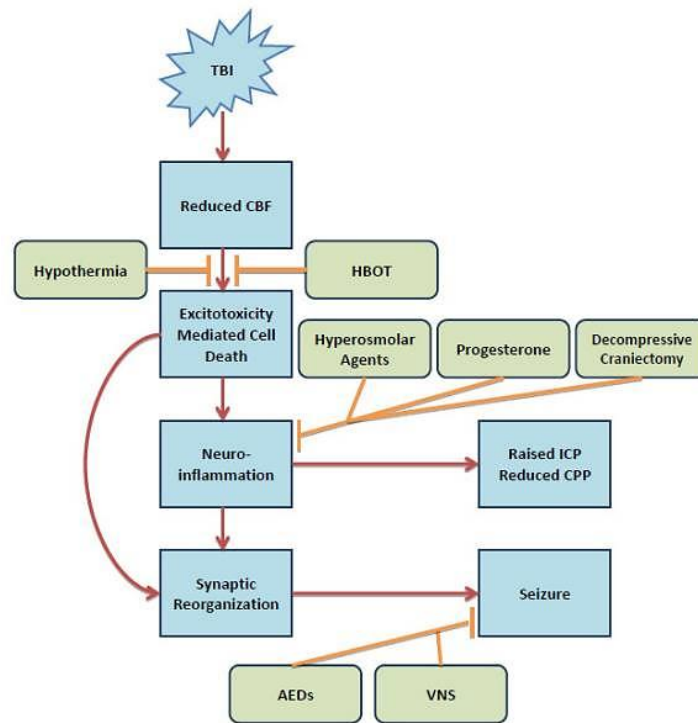 TBI
Reduced CBF
Hypothermia
HBOT
Excitotoxicity
Mediated Cell
Death
Hyperosmolar
Agents
Progesterone
Decompressive
Craniectomy
Neuro-
inflammation
Raised ICP
Reduced CPP
Synaptic
Reorganization
Seizure
AEDs
VNS